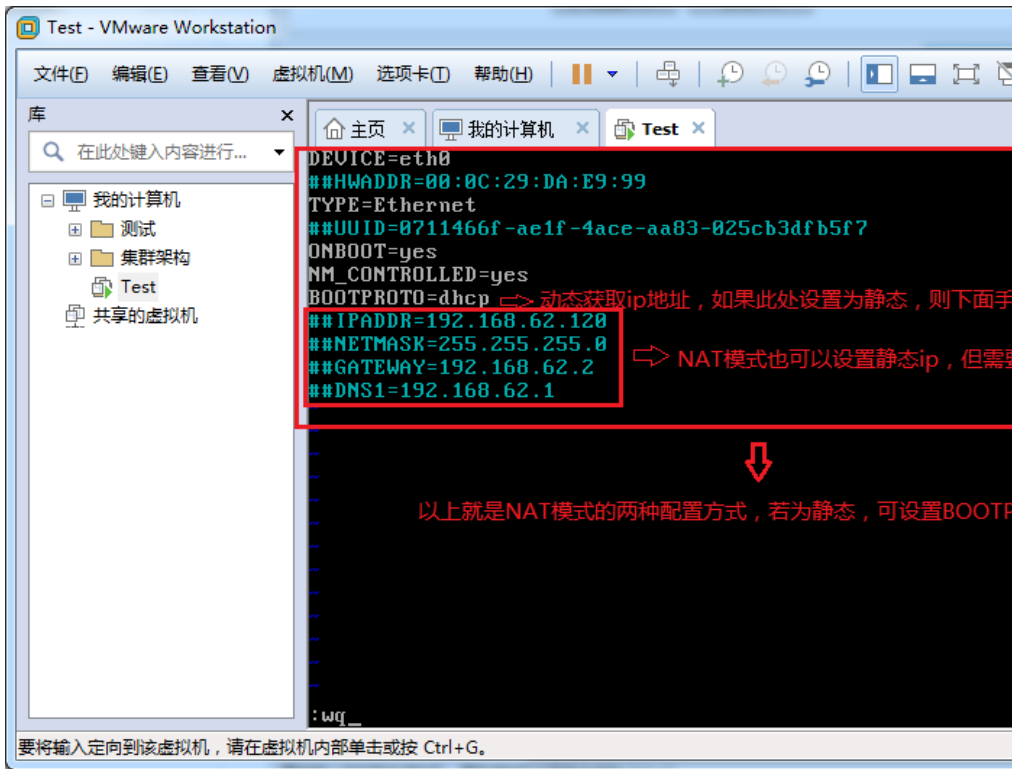 Test - VMware Workstation
文件(F) 编辑(E) 查看(V) 虚拟机(M) 选项卡(T) 帮助(H)
库
在此处键入内容进行...
我的计算机
测试
集群架构
Test
共享的虚拟机
主页 我的计算机 Test
DEVICE=eth0
##HWADDR=00:0C:29:DA:E9:99
TYPE=Ethernet
##UUID=0711466f-ae1f-4ace-aa83-025cb3dfb5f7
ONBOOT=yes
NM_CONTROLLED=yes
BOOTPROTO=dhcp 动态获取ip地址，如果此处设置为静态，则下面手
##IPADDR=192.168.62.120
##NETMASK=255.255.255.0
##GATEWAY=192.168.62.2
##DNS1=192.168.62.1
NAT模式也可以设置静态ip，但需要
~
~
以上就是NAT模式的两种配置方式，若为静态，可设置BOOTP
~
~
~
~
~
~
~
~
~
:wq_
要将输入定向到该虚拟机，请在虚拟机内部单击或按 Ctrl+G。